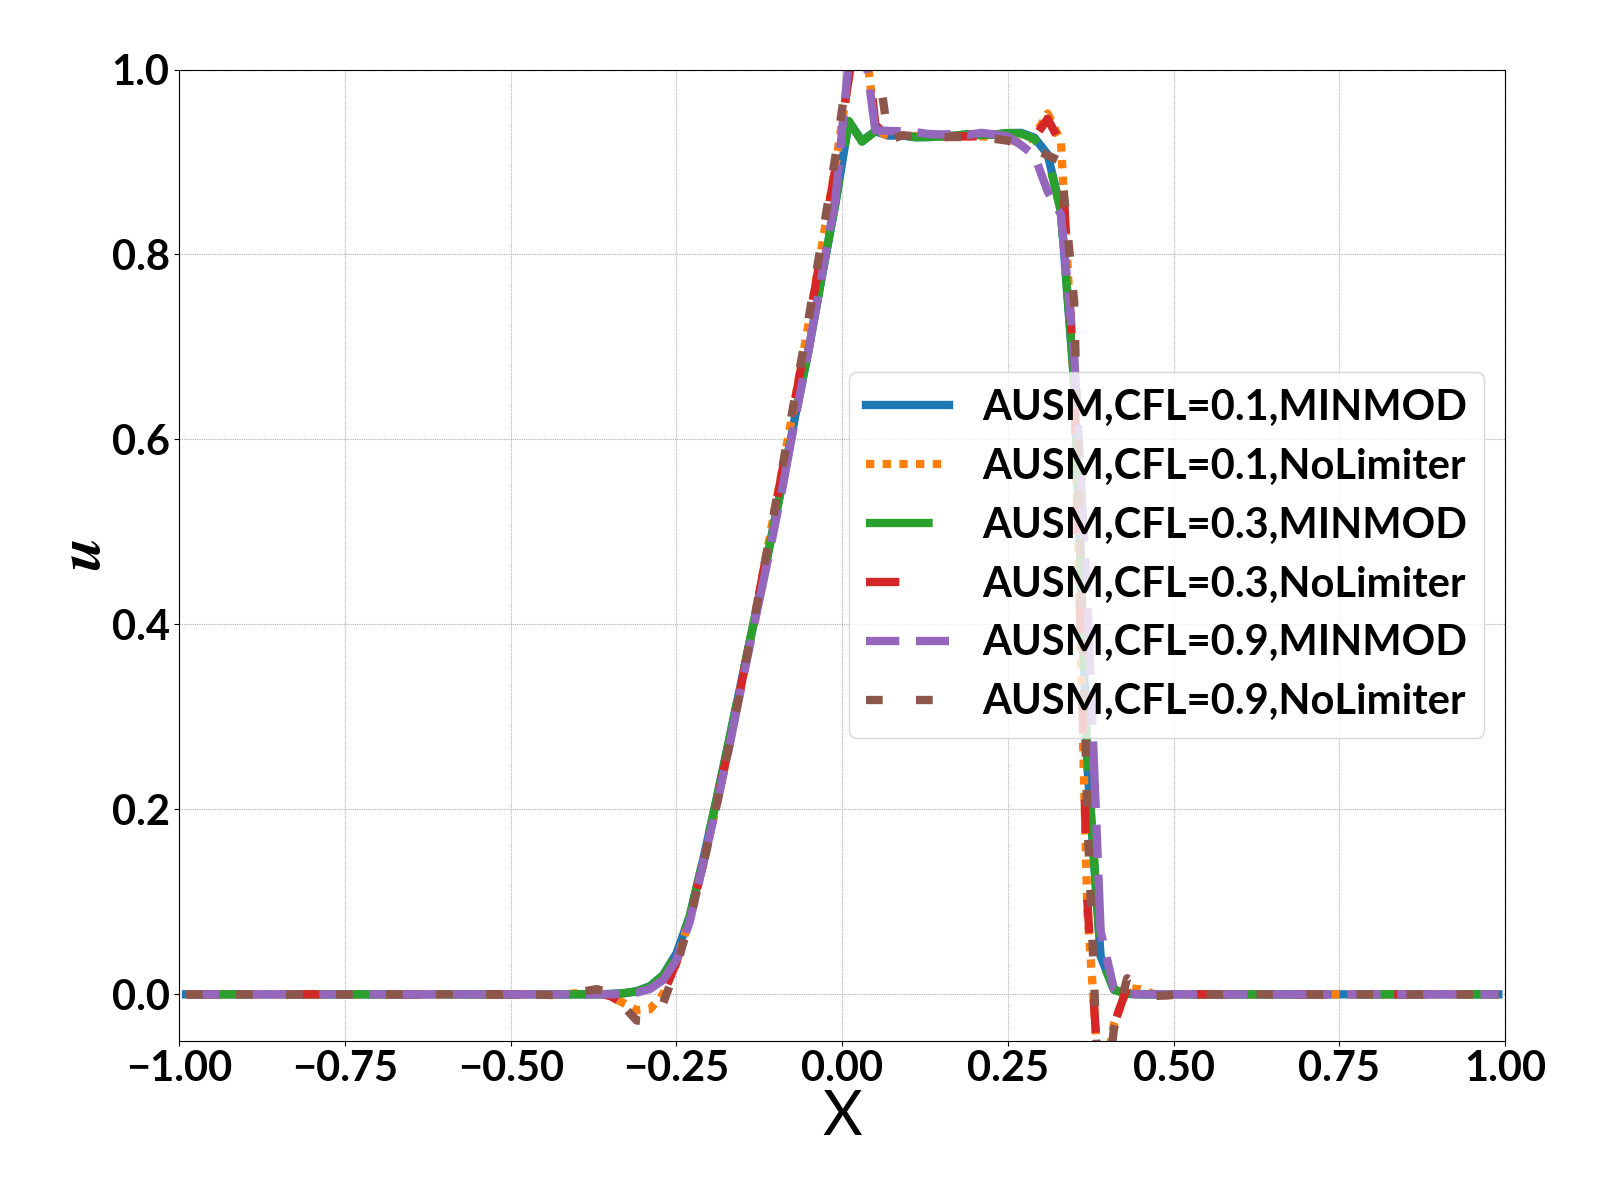 1.0
0.8
0.6
0.4
0.2
0.0
u
AUSM,CFL=0.1,MINMOD
AUSM,CFL=0.1,NoLimiter
AUSM,CFL=0.3,MINMOD
AUSM,CFL=0.3,NoLimiter
AUSM,CFL=0.9,MINMOD
AUSM,CFL=0.9,NoLimiter
−1.00 −0.75 −0.50 −0.25 0.00 0.25 0.50 0.75 1.00
X